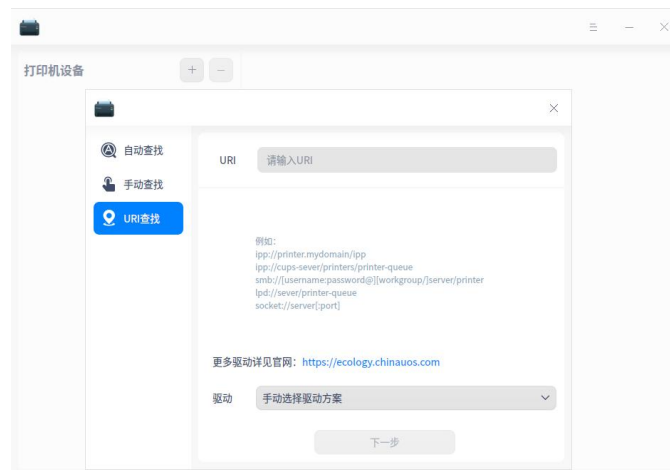 打印机设备
自动查找
手动查找
URI查找
URI
请输入URI
例如:
ipp://printer.mydomain/ipp
ipp://cups-sever/printers/printer-queue
smb://[username:password@][workgroup/]server/printer
lpd://sever/printer-queue
socket://server[:port]
更多驱动详见官网：https://ecology.chinauos.com
驱动
手动选择驱动方案
下一步